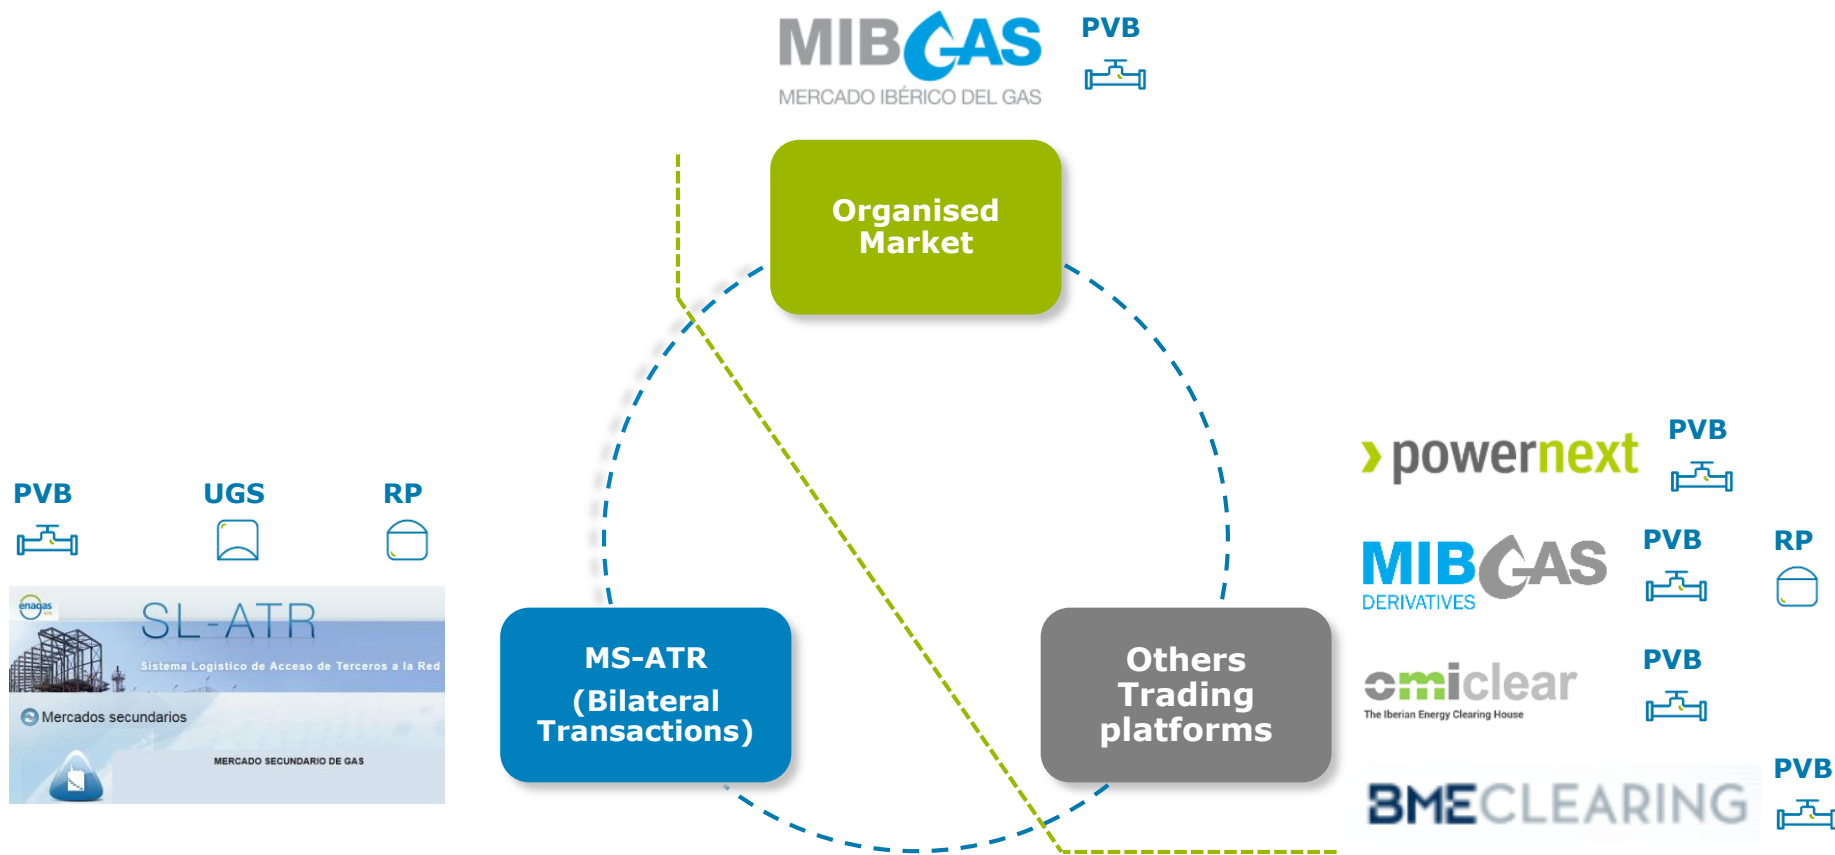 MIBGAS
MERCADO IBÉRICO DEL GAS
PVB
Organised
Market
PVB
UGS
RP
enagas
SL-ATR
Sistema Logistico de Acceso de Terceros a la Red
Mercados secundarios
MERCADO SECUNDARIO DE GAS
MS-ATR
(Bilateral
Transactions)
Others
Trading
platforms
powernext
PVB
MIBGAS
DERIVATIVES
PVB
RP
omiclear
The Iberian Energy Clearing House
PVB
BMECLEARING
PVB